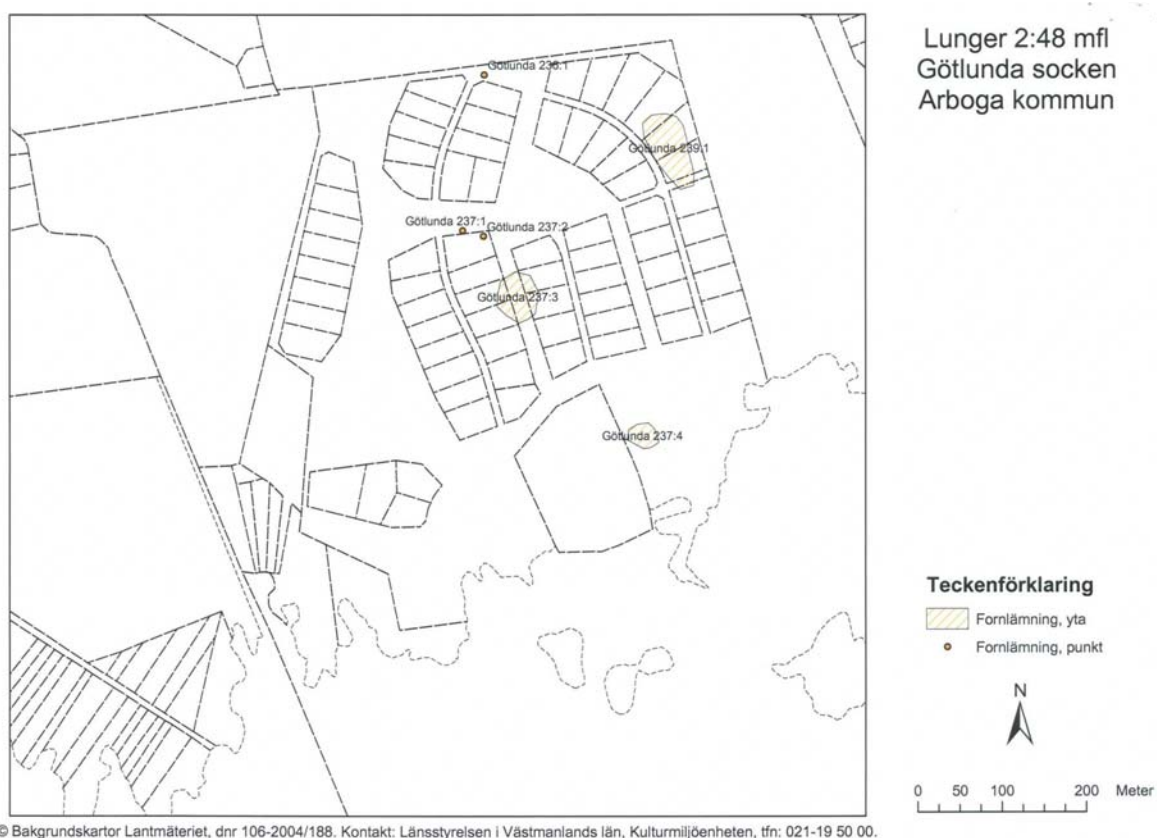 Lunger 2:48 mfl
Götlunda socken
Arboga kommun
Götlunda 236:1
Götlunda 239:1
Götlunda 237:1
Götlunda 237:2
Götlunda 237:3
Götlunda 237:4
Teckenförklaring
Fornlämning, yta
Fornlämning, punkt
N
0 50 100 200 Meter
© Bakgrundskartor Lantmäteriet, dnr 106-2004/188. Kontakt: Länsstyrelsen i Västmanlands län, Kulturmiljöenheten, tfn: 021-19 50 00.